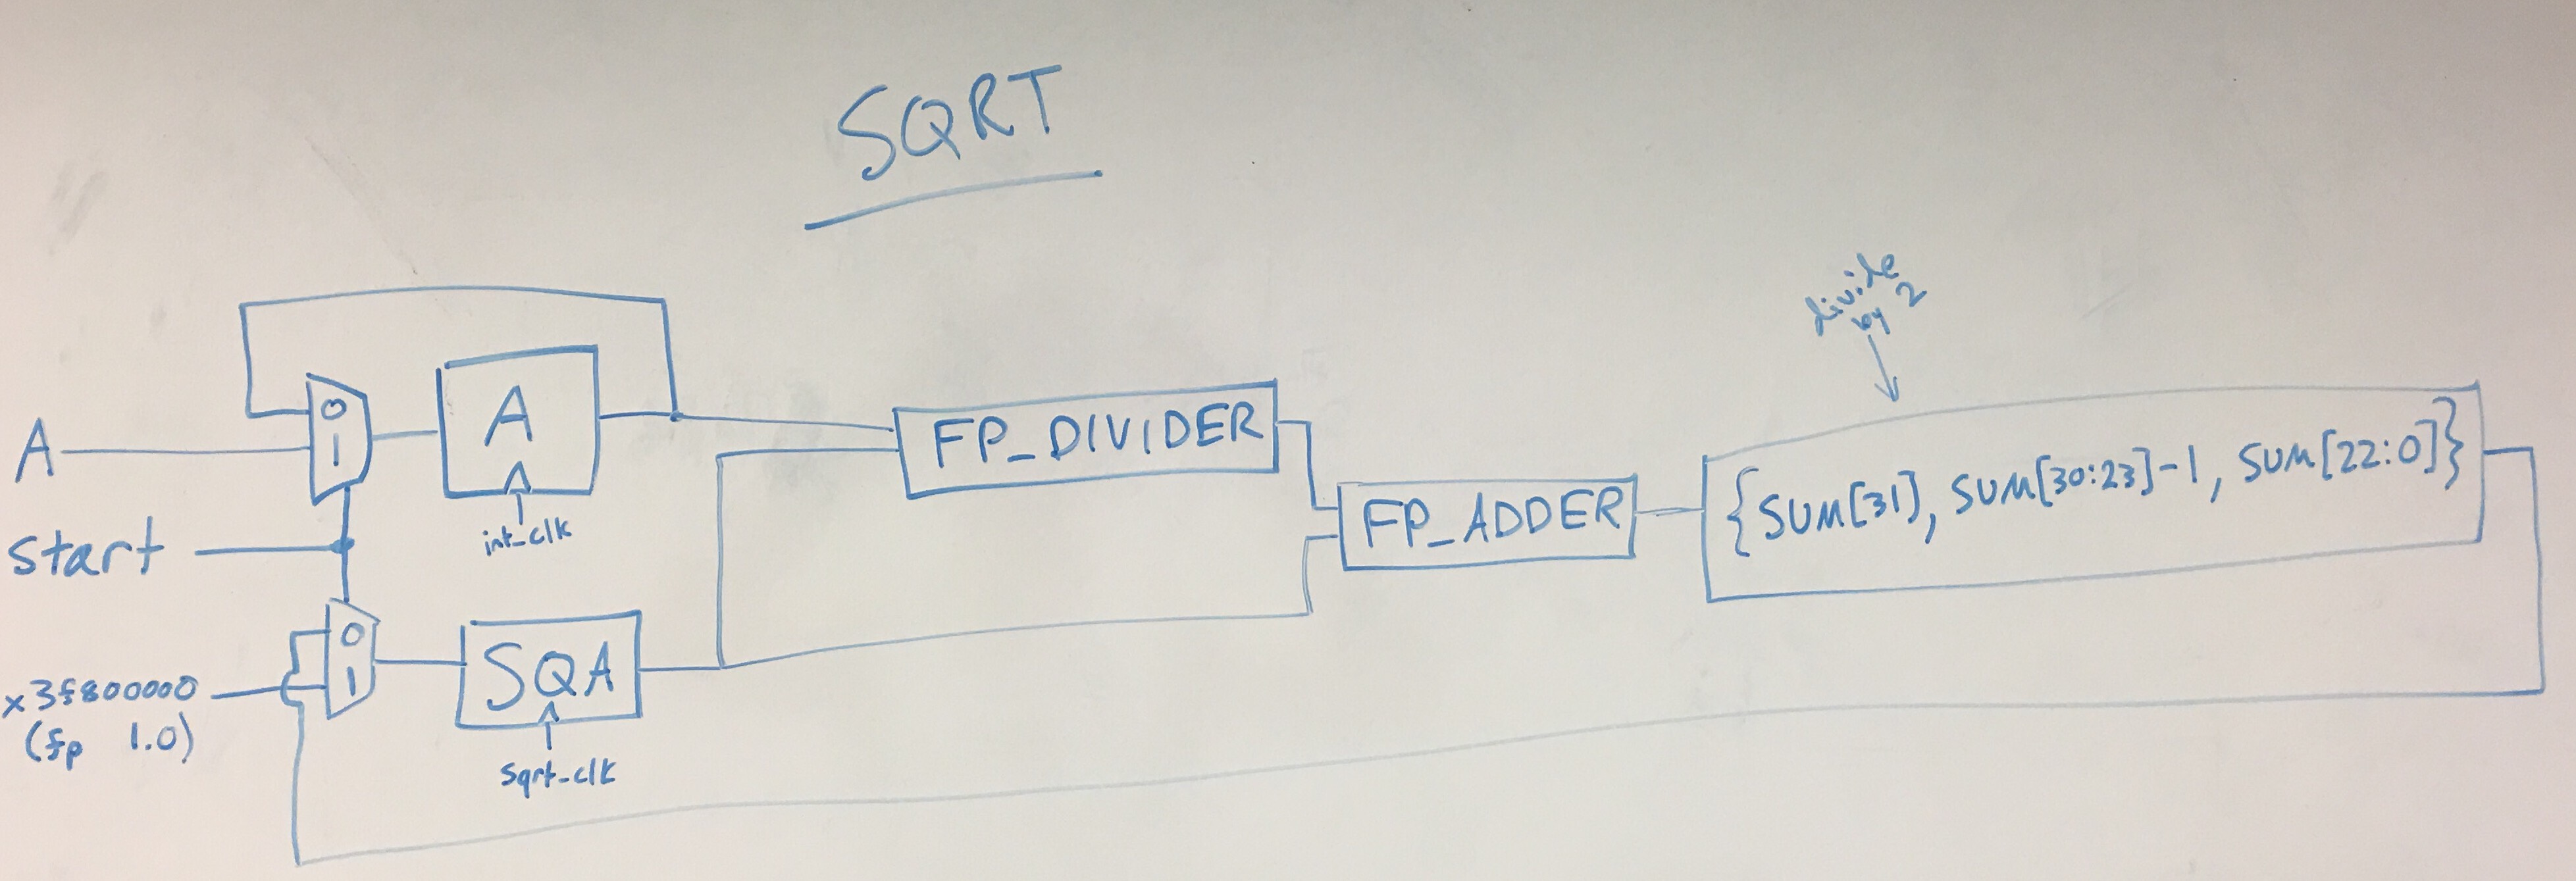 SQRT
divide
by 2
0
A
1
A
int_clk
FP_DIVIDER
FP_ADDER
{SUM[31], SUM[30:23]-1, SUM[22:0]}
start
0
x3f800000
1
(fp 1.0)
SQA
sqrt_clk